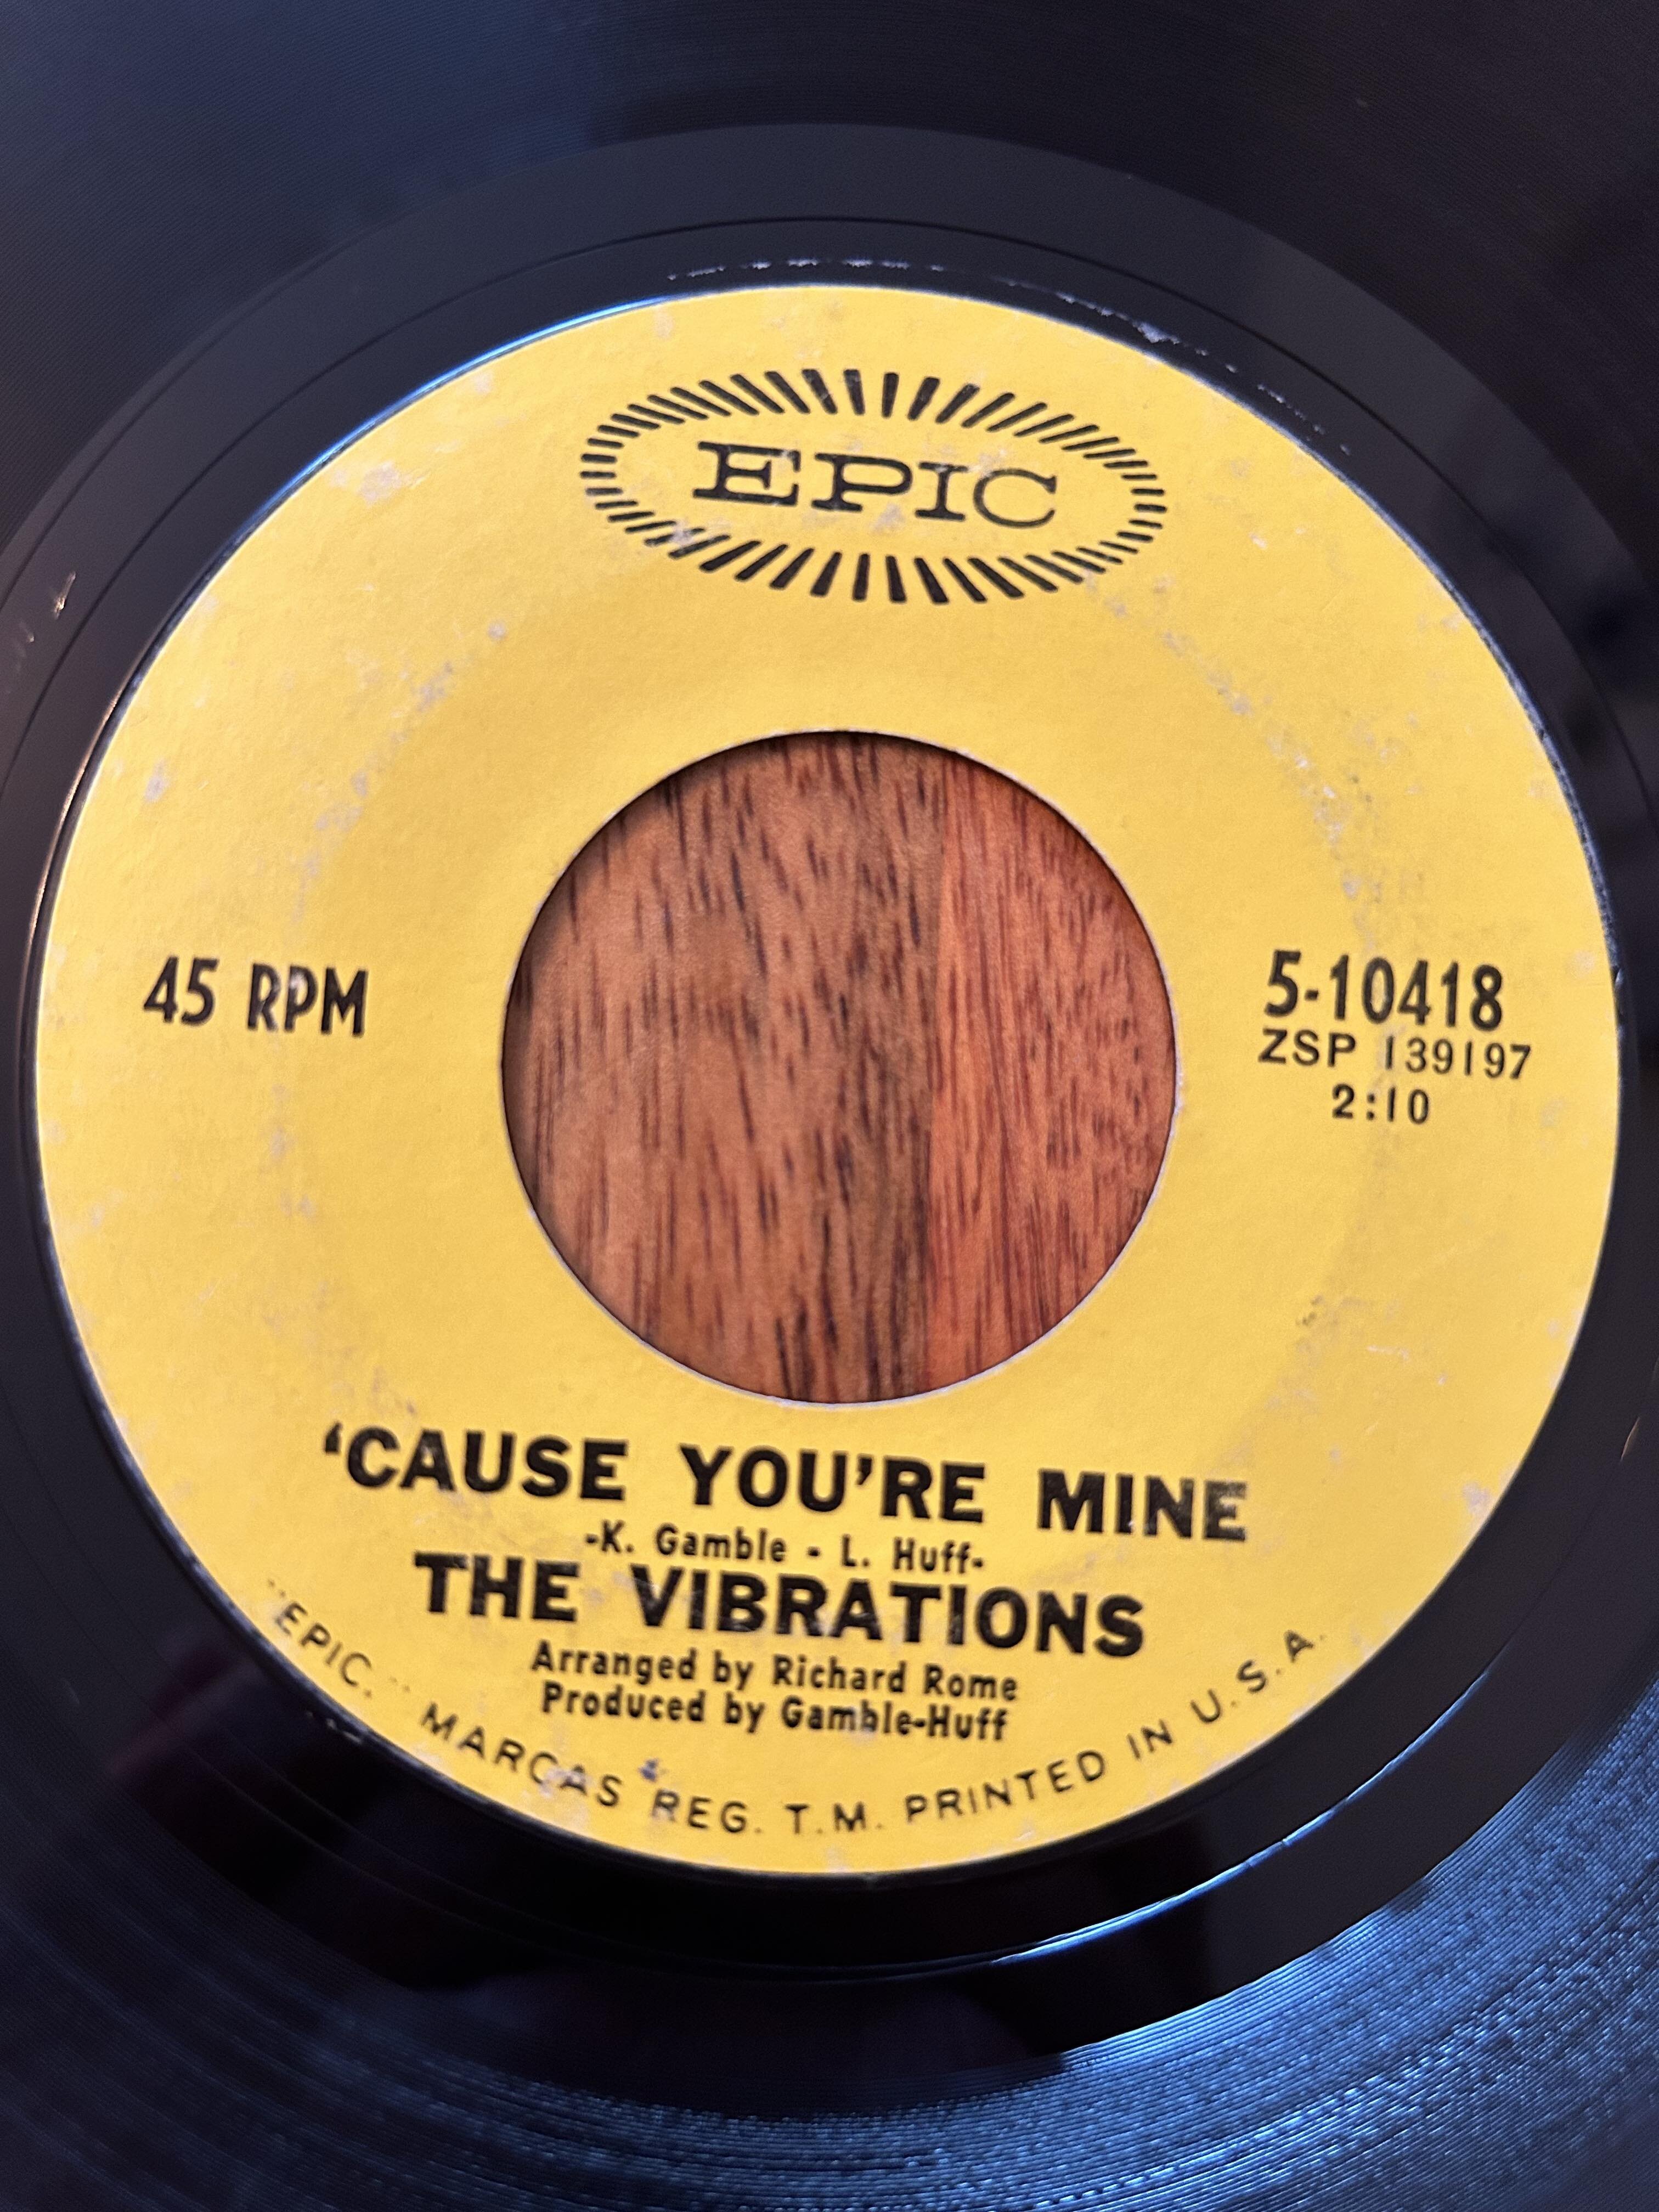 EPIC
45 RPM
5-10418
ZSP 139197
2:10
‘CAUSE YOU’RE MINE
-K. Gamble - L. Huff-
THE VIBRATIONS
Arranged by Richard Rome
Produced by Gamble-Huff
"EPIC." MARCAS REG. T.M. PRINTED IN U.S.A.